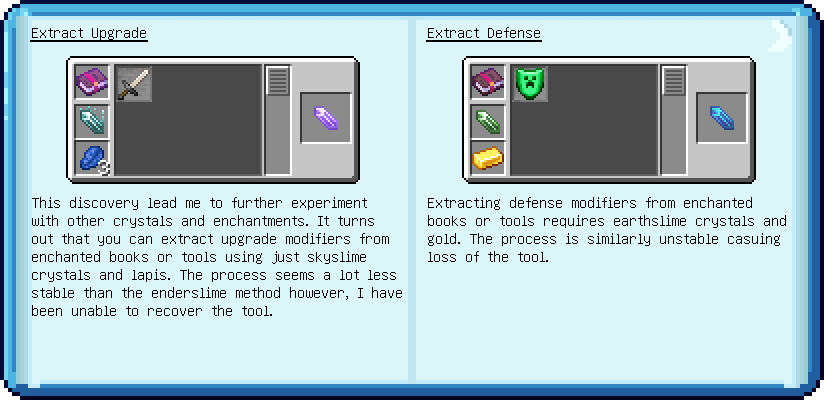 Extract Upgrade
3
This discovery lead me to further experiment
with other crystals and enchantments. It turns
out that you can extract upgrade modifiers from
enchanted books or tools using just skyslime
crystals and lapis. The process seems a lot less
stable than the enderslime method however, I have
been unable to recover the tool.
Extract Defense
Extracting defense modifiers from enchanted
books or tools requires earthslime crystals and
gold. The process is similarly unstable casuing
loss of the tool.